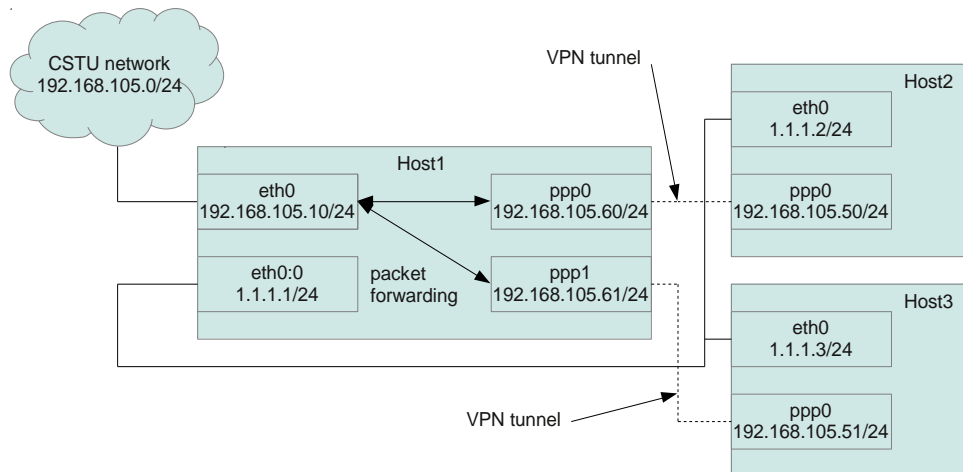 CSTU network
192.168.105.0/24
VPN tunnel
Host2
eth0
1.1.1.2/24
ppp0
192.168.105.50/24
Host1
eth0
192.168.105.10/24
ppp0
192.168.105.60/24
eth0:0
1.1.1.1/24
packet
forwarding
ppp1
192.168.105.61/24
Host3
eth0
1.1.1.3/24
ppp0
192.168.105.51/24
VPN tunnel